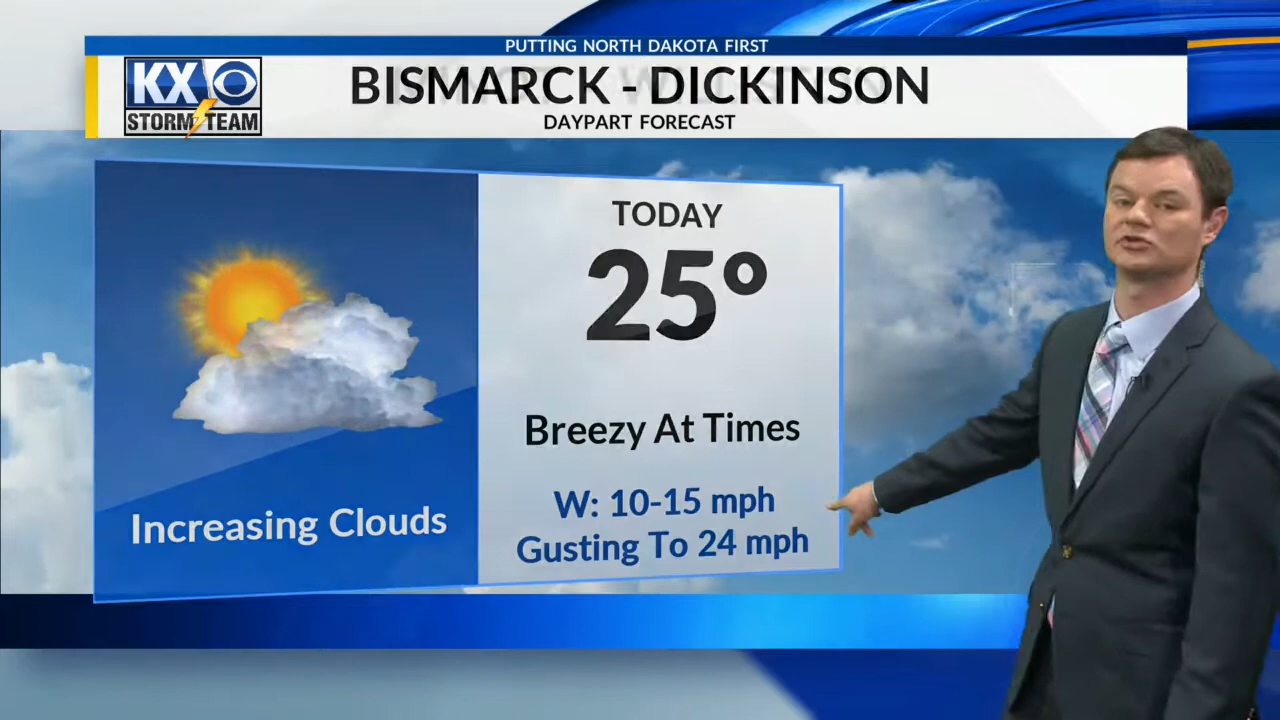 PUTTING NORTH DAKOTA FIRST
KX
STORM TEAM
BISMARCK - DICKINSON
DAYPART FORECAST
TODAY
25°
Breezy At Times
W: 10-15 mph
Gusting To 24 mph
Increasing Clouds